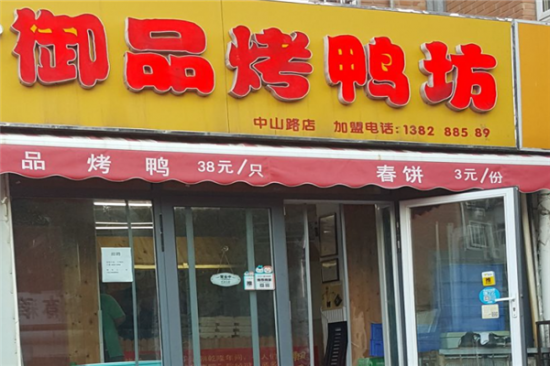 御品烤鸭坊
中山路店 加盟电话:1382 885 89
品 烤 鸭 38元/只 春饼 3元/份